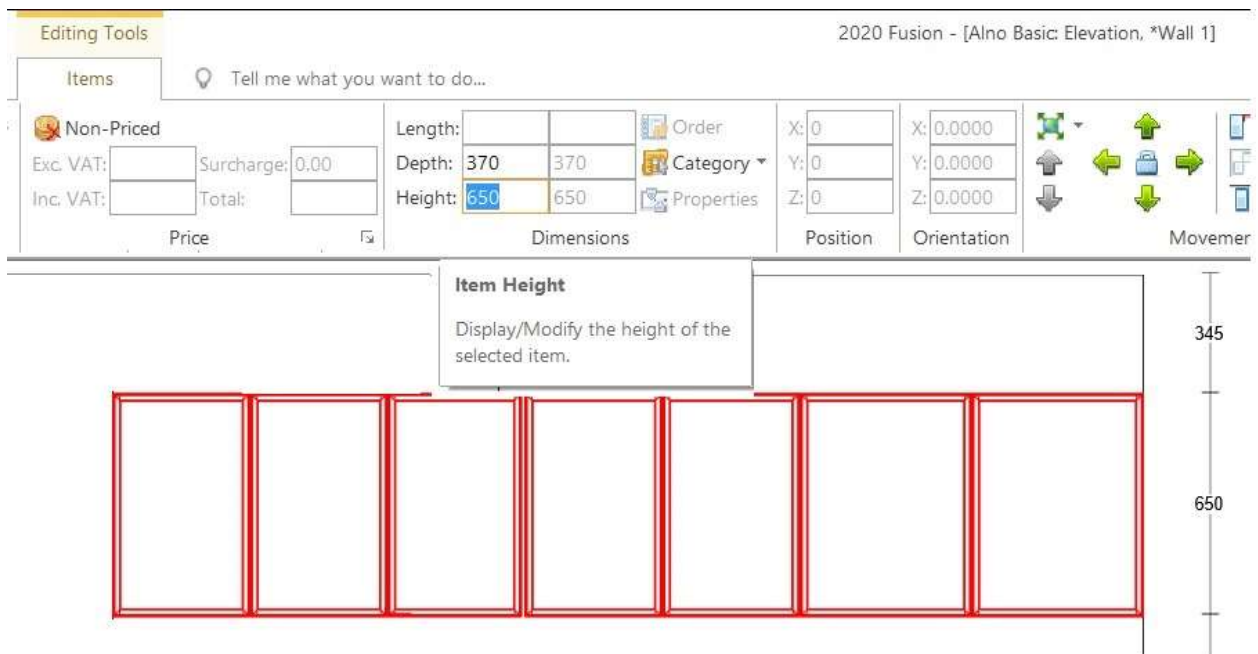 Editing Tools
2020 Fusion - [Alno Basic: Elevation, *Wall 1]
Items
Tell me what you want to do...
Non-Priced
Exc. VAT:
Surcharge: 0.00
Inc. VAT:
Total:
Price
Length:
Order
Depth: 370 370
Category
Height: 650 650
Properties
Dimensions
X: 0
Y: 0
Z: 0
Position
X: 0.0000
Y: 0.0000
Z: 0.0000
Orientation
Movemer
Item Height
Display/Modify the height of the
selected item.
345
650